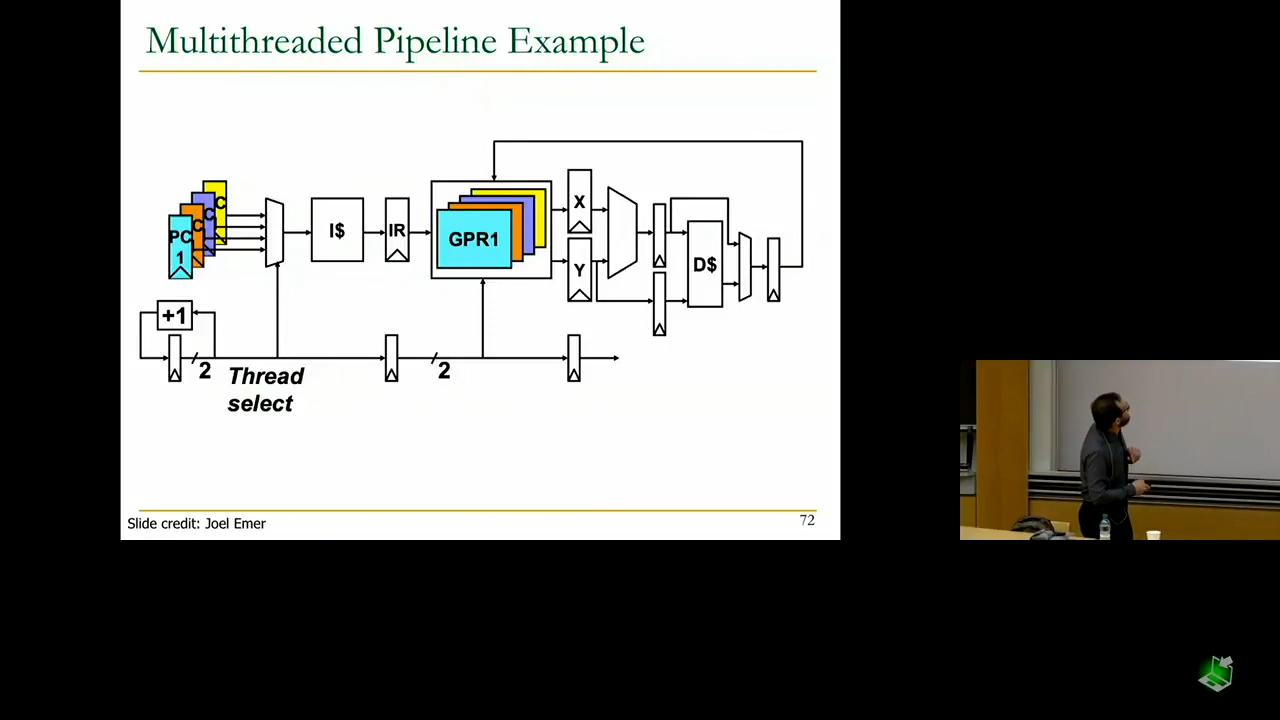 Multithreaded Pipeline Example
C
C
C
PC
1
I$
IR
GPR1
X
Y
D$
+1
2
Thread
select
2
Slide credit: Joel Emer
72